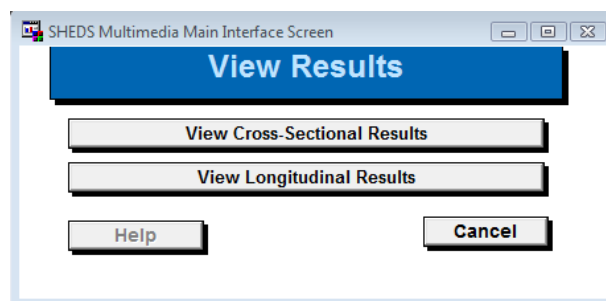 SHEDS Multimedia Main Interface Screen
View Results
View Cross-Sectional Results
View Longitudinal Results
Help
Cancel